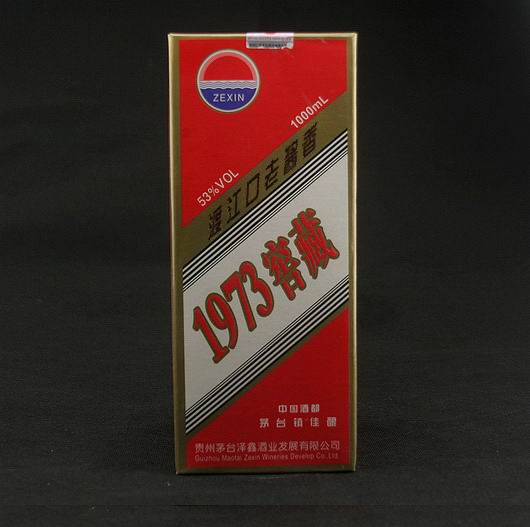 ZEXIN
1000mL
53%VOL
渡江口老酱香
1973窖藏
中国酒都
茅台镇佳酿
贵州茅台泽鑫酒业发展有限公司
Guizhou Maotai Zexin Wineries Develop Co.,Ltd